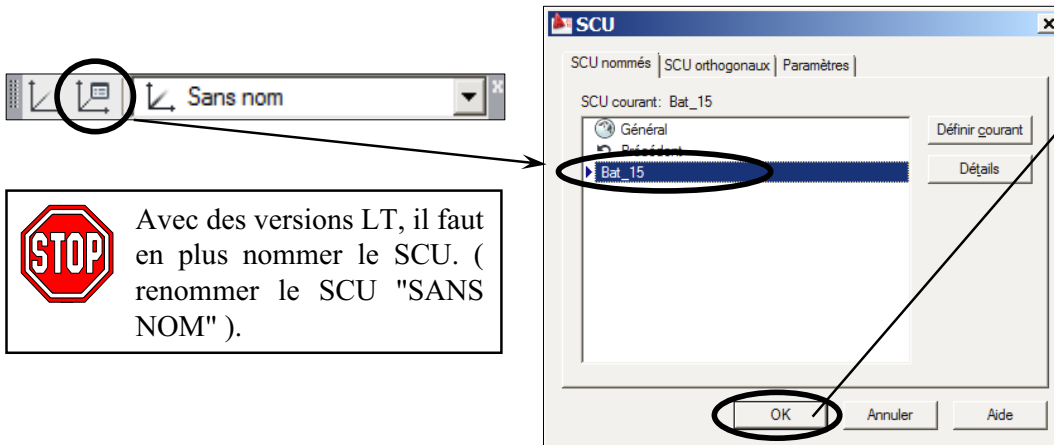 Sans nom
Avec des versions LT, il faut
en plus nommer le SCU. (
renommer le SCU "SANS
NOM" ).
STOP
SCU
SCU nommés
SCU orthogonaux
Paramètres
SCU courant: Bat_15
Général
Précédent
Bat_15
Définir courant
Détails
OK
Annuler
Aide